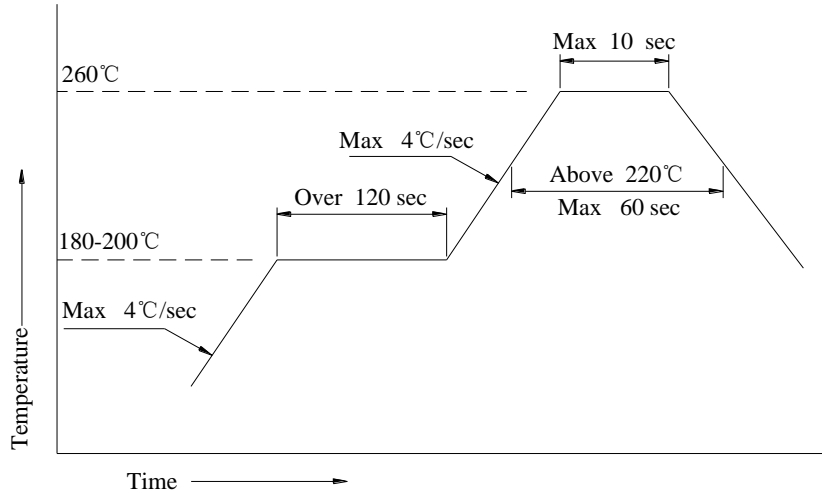 Max 10 sec
260℃
Max 4℃/sec
Above 220℃
Max 60 sec
Over 120 sec
180-200℃
Max 4℃/sec
Temperature
Time